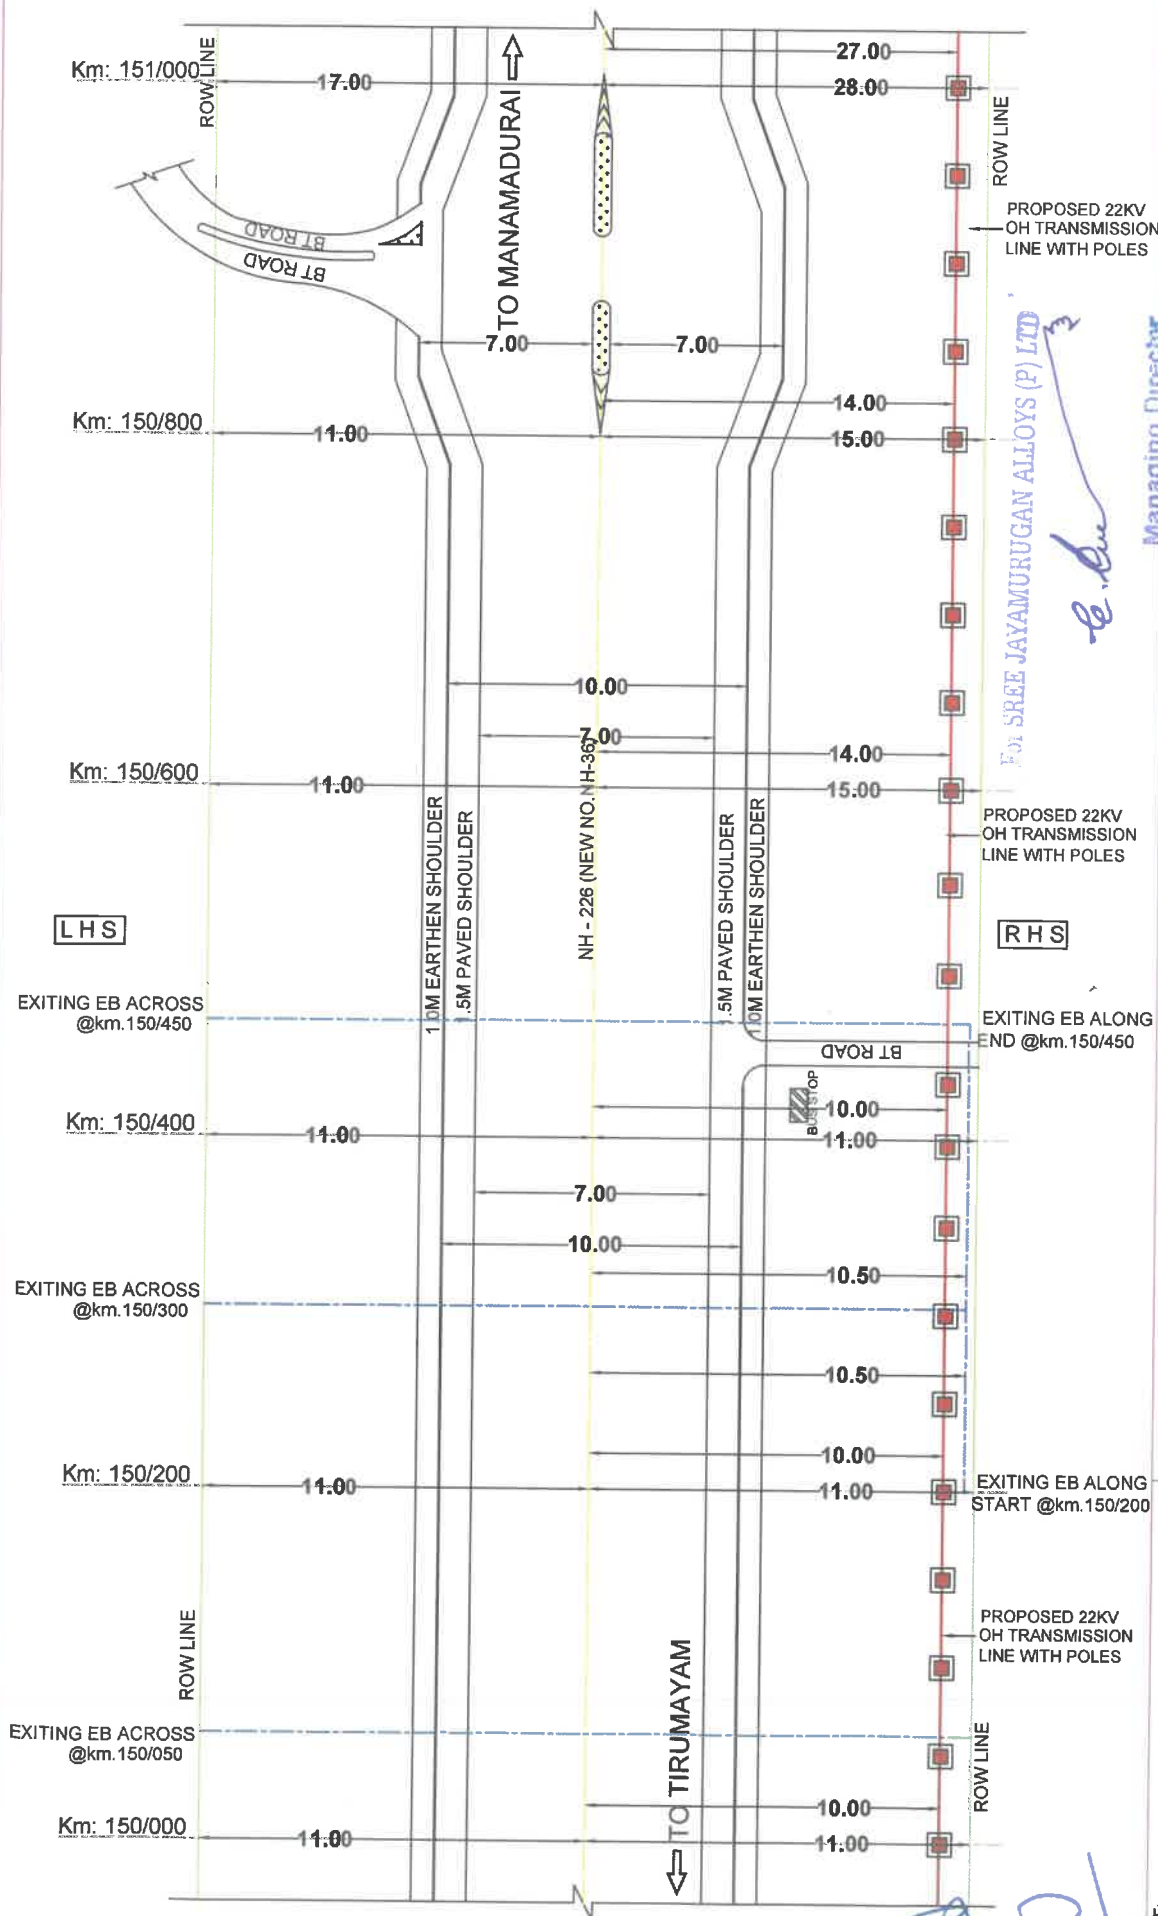 27.00
Km: 151/000
17.00
28.00
ROW LINE
ROW LINE
TO MANAMADURAI
PROPOSED 22KV
OH TRANSMISSION
LINE WITH POLES
BT ROAD
BT ROAD
7.00
7.00
14.00
Km: 150/800
11.00
15.00
For SREE JAYAMURUGAN ALLOYS (P) LTD
Managing Director
10.00
7.00
14.00
Km: 150/600
11.00
15.00
NH - 226 (NEW NO.NH-36)
PROPOSED 22KV
OH TRANSMISSION
LINE WITH POLES
1.0M EARTHEN SHOULDER
.5M PAVED SHOULDER
.5M PAVED SHOULDER
1.0M EARTHEN SHOULDER
LHS
RHS
EXITING EB ACROSS
@km.150/450
EXITING EB ALONG
END @km.150/450
BT ROAD
BUS STOP
10.00
Km: 150/400
11.00
11.00
7.00
10.00
10.50
EXITING EB ACROSS
@km.150/300
10.50
10.00
Km: 150/200
11.00
11.00
EXITING EB ALONG
START @km.150/200
ROW LINE
TO TIRUMAYAM
PROPOSED 22KV
OH TRANSMISSION
LINE WITH POLES
EXITING EB ACROSS
@km.150/050
ROW LINE
10.00
Km: 150/000
11.00
11.00